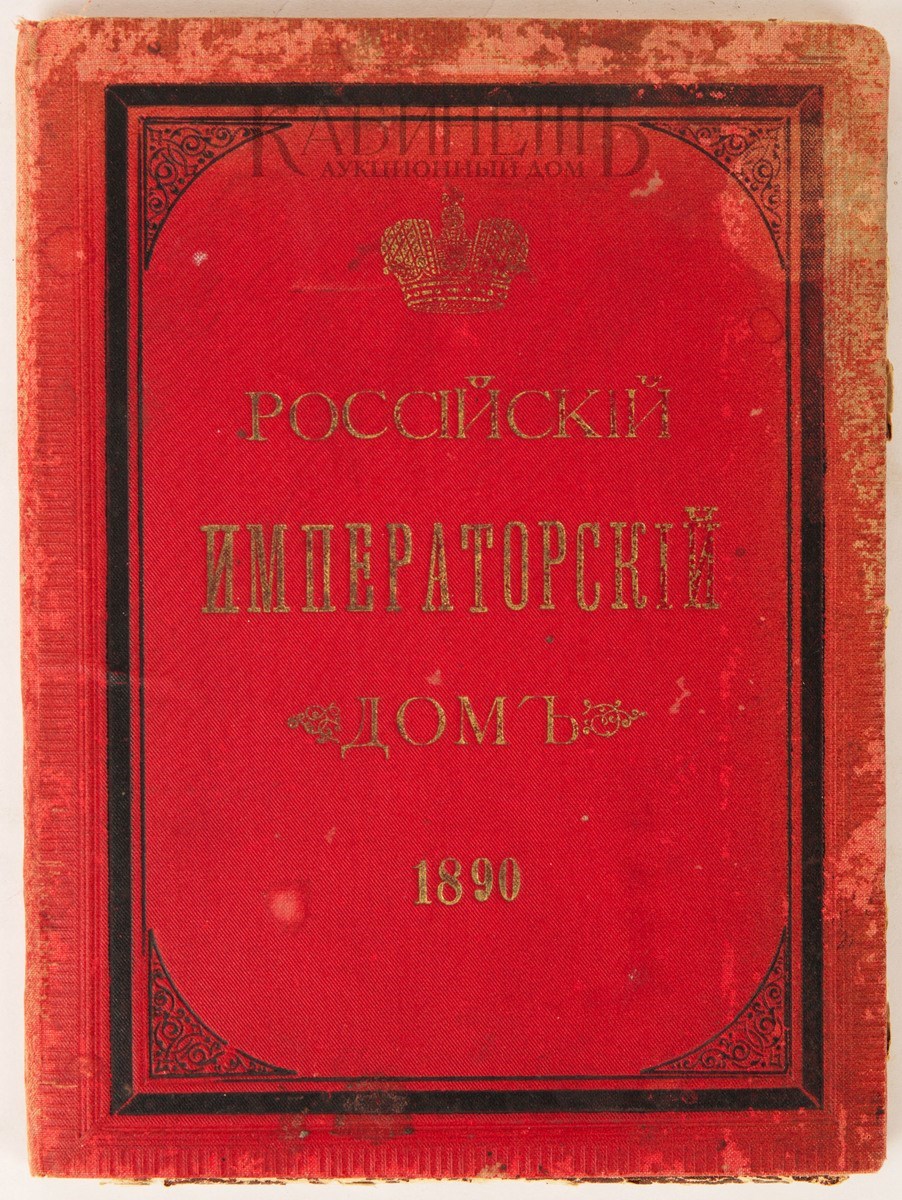 КАБИНЕТЪ
АУКЦИОННЫЙ ДОМ
РОССІЙСКІЙ
ИМПЕРАТОРСКІЙ
ДОМЪ
1890